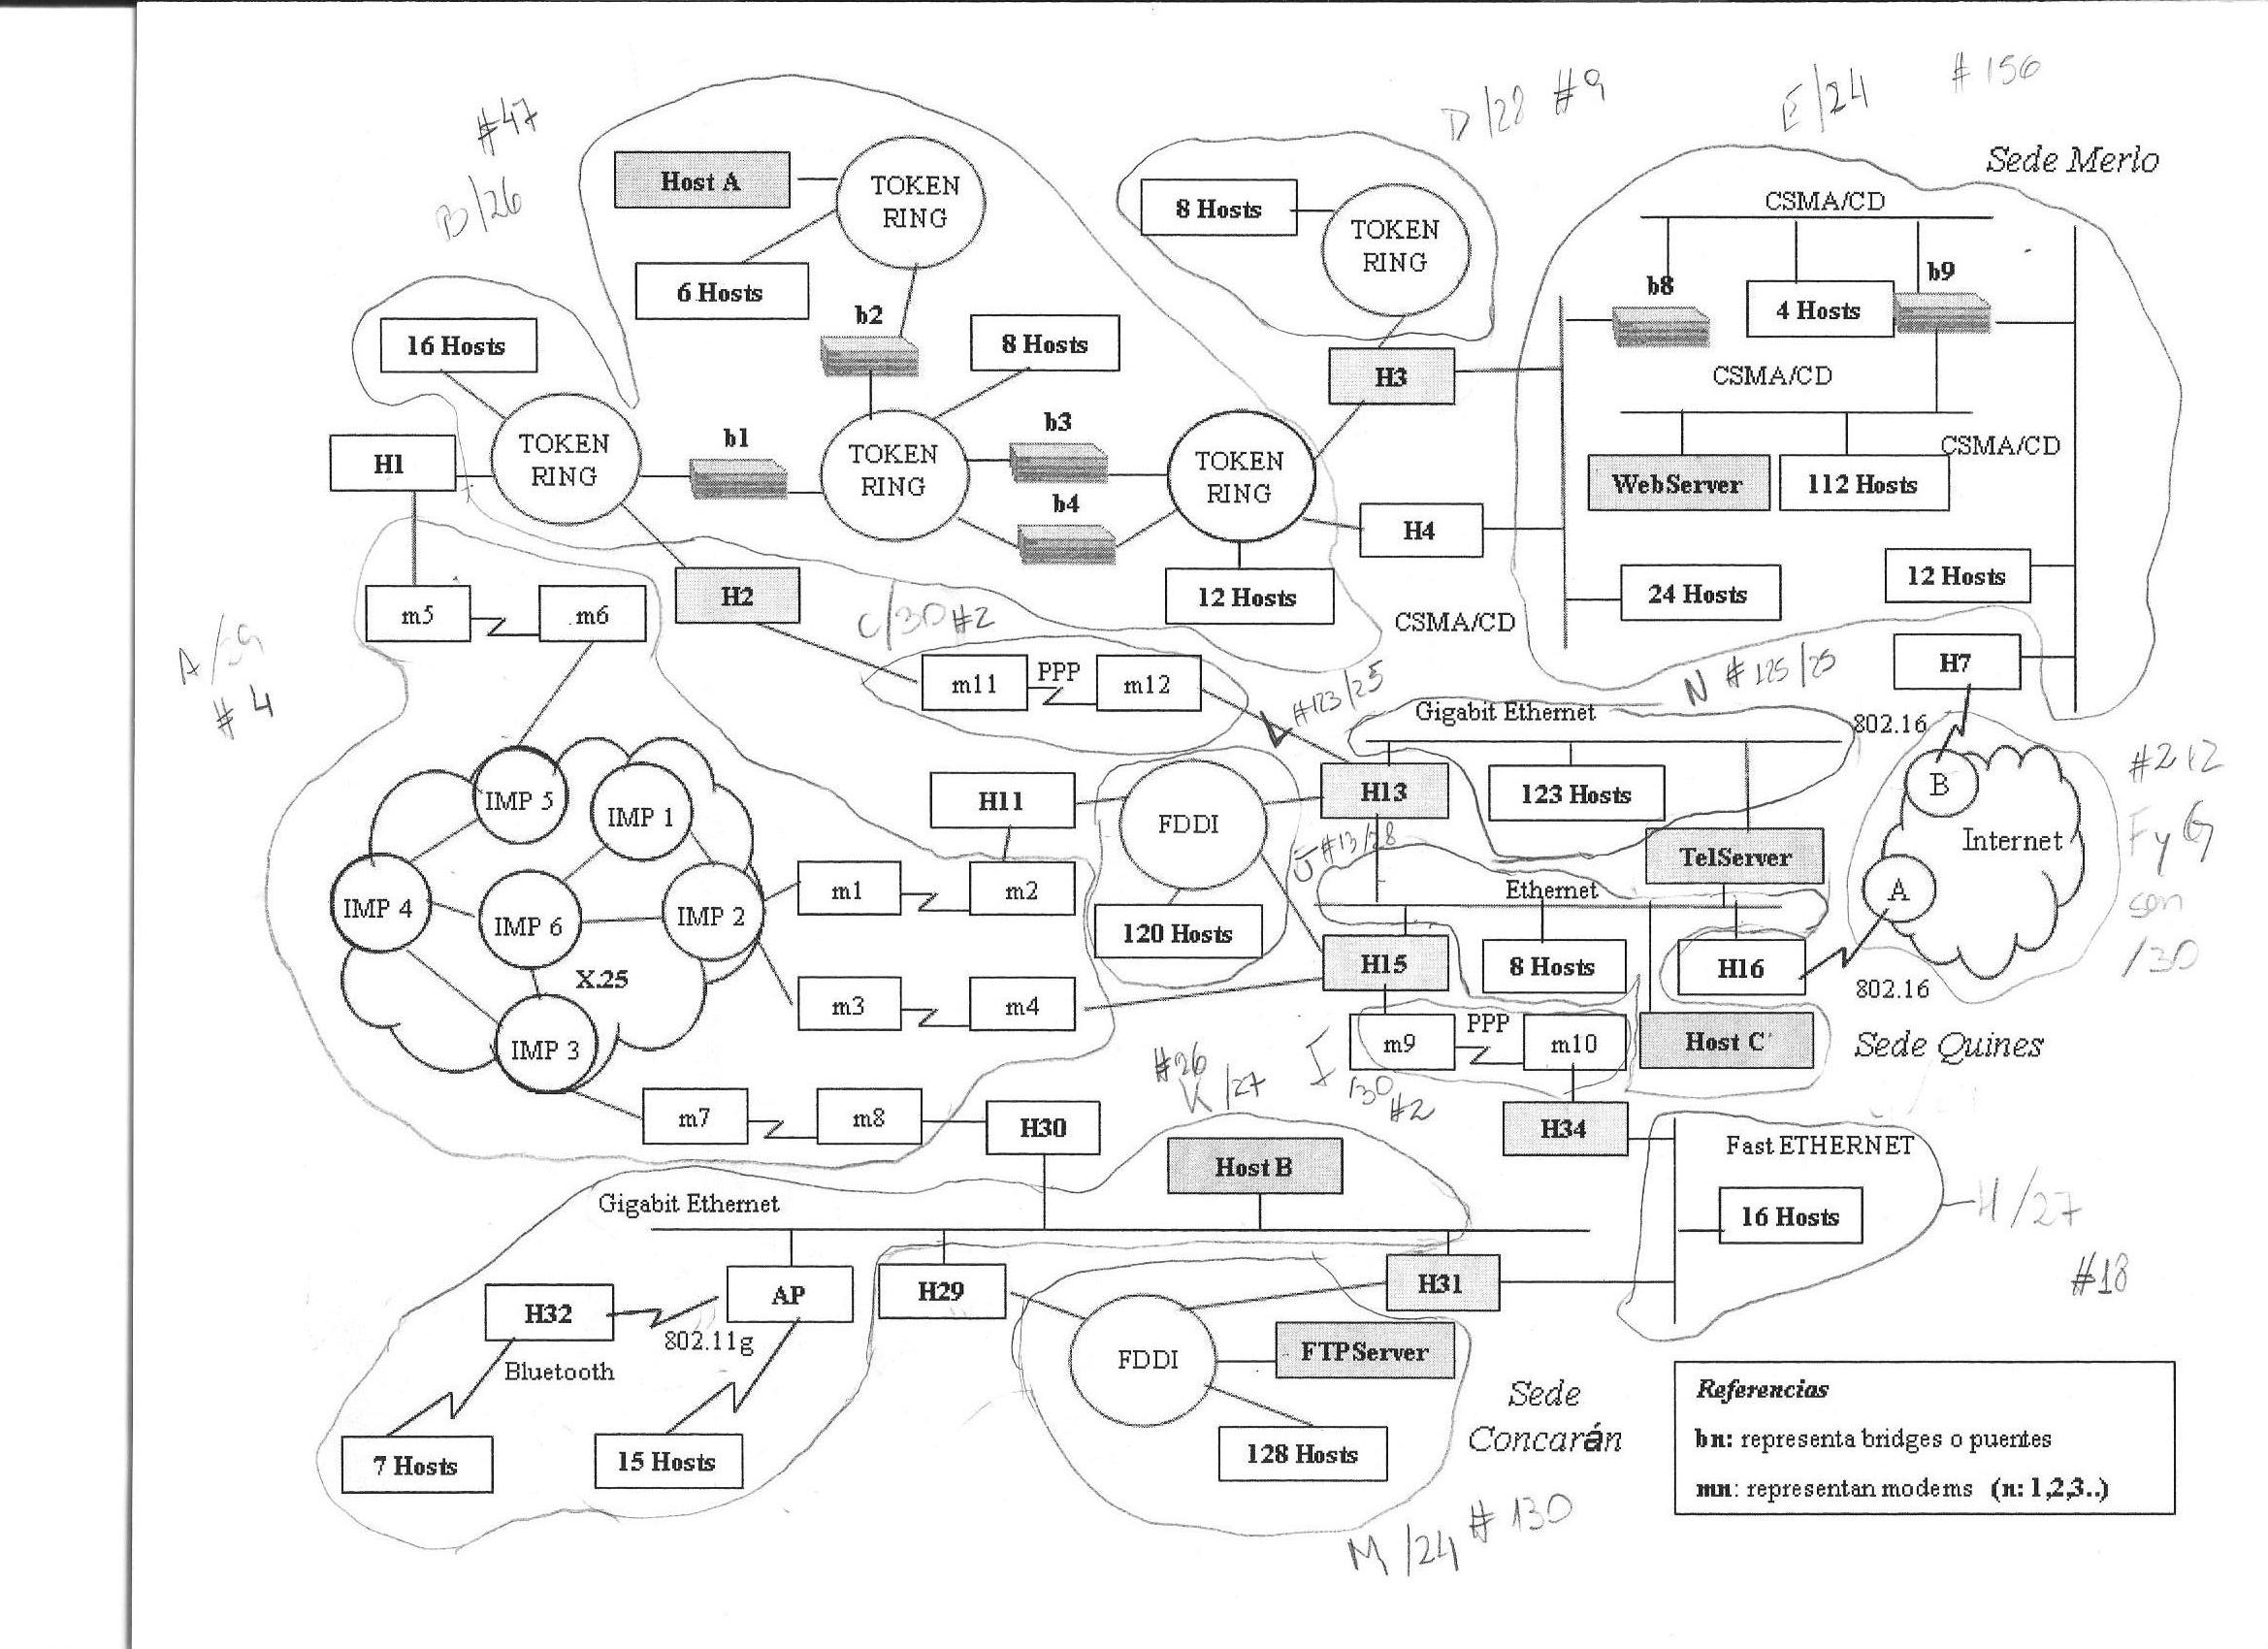 #47
B/26
D/28 #9
E/24
#156
Sede Merlo
Host A
TOKEN
RING
6 Hosts
b2
16 Hosts
8 Hosts
8 Hosts
TOKEN
RING
H3
CSMA/CD
b8
4 Hosts
b9
CSMA/CD
CSMA/CD
WebServer
112 Hosts
H1
TOKEN
RING
b1
TOKEN
RING
b3
b4
TOKEN
RING
H4
12 Hosts
24 Hosts
12 Hosts
CSMA/CD
m5
m6
H2
C/30 #2
m11
PPP
m12
H7
A/29
#4
L #123/25
N #125/25
Gigabit Ethernet
802.16
H13
123 Hosts
TelServer
B
Internet
A
#2 y 2
F y G
son
/30
IMP 5
IMP 1
IMP 4
IMP 6
IMP 2
X.25
IMP 3
H11
FDDI
m1
m2
120 Hosts
J #13/28
Ethernet
m3
m4
H15
8 Hosts
H16
802.16
Host C
Sede Quines
I
/30
#2
m9
PPP
m10
#26
K/27
m7
m8
H30
H34
Fast ETHERNET
16 Hosts
H/27
#18
Host B
Gigabit Ethernet
H32
802.11g
AP
H29
H31
Bluetooth
7 Hosts
15 Hosts
FDDI
FTPServer
128 Hosts
Sede
Concarán
M/24 #130
Referencias
bn: representa bridges o puentes
mn: representan modems (n: 1,2,3..)